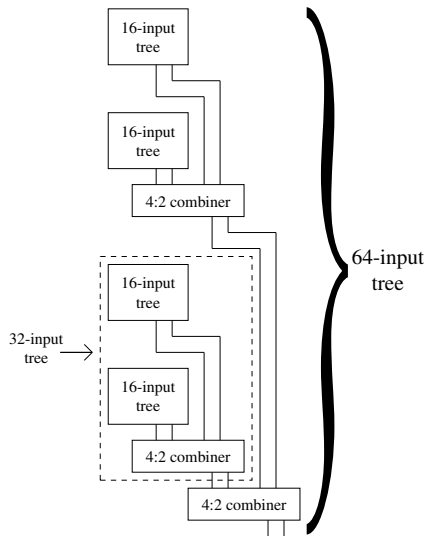 16-input
tree
16-input
tree
4:2 combiner
64-input
tree
16-input
tree
32-input
tree
16-input
tree
4:2 combiner
4:2 combiner